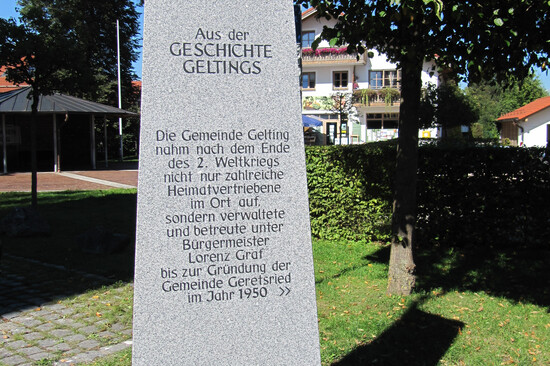 Aus der
GESCHICHTE
GELTINGS
Die Gemeinde Gelting
nahm nach dem Ende
des 2. Weltkriegs
nicht nur zahlreiche
Heimatvertriebene
im Ort auf,
sondern verwaltete
und betreute unter
Bürgermeister
Lorenz Graf
bis zur Gründung der
Gemeinde Geretsried
im Jahr 1950 >>